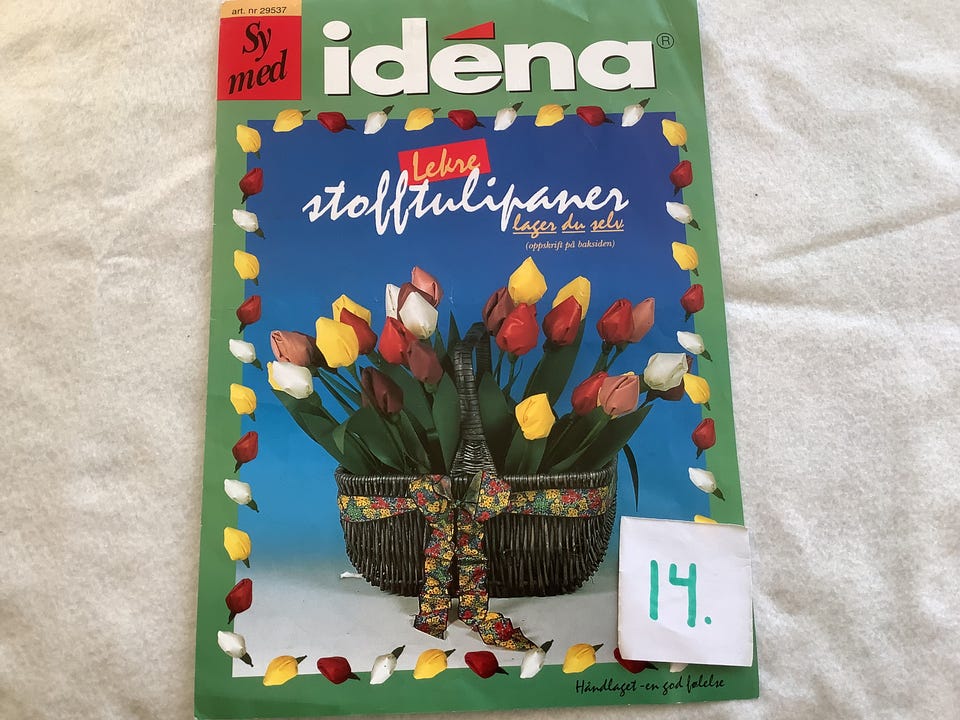 art. nr 29537
Sy
med
idéna®
Lekre
stofftulipaner
lager du selv
(oppskrift på baksiden)
14.
Håndlaget - en god følelse